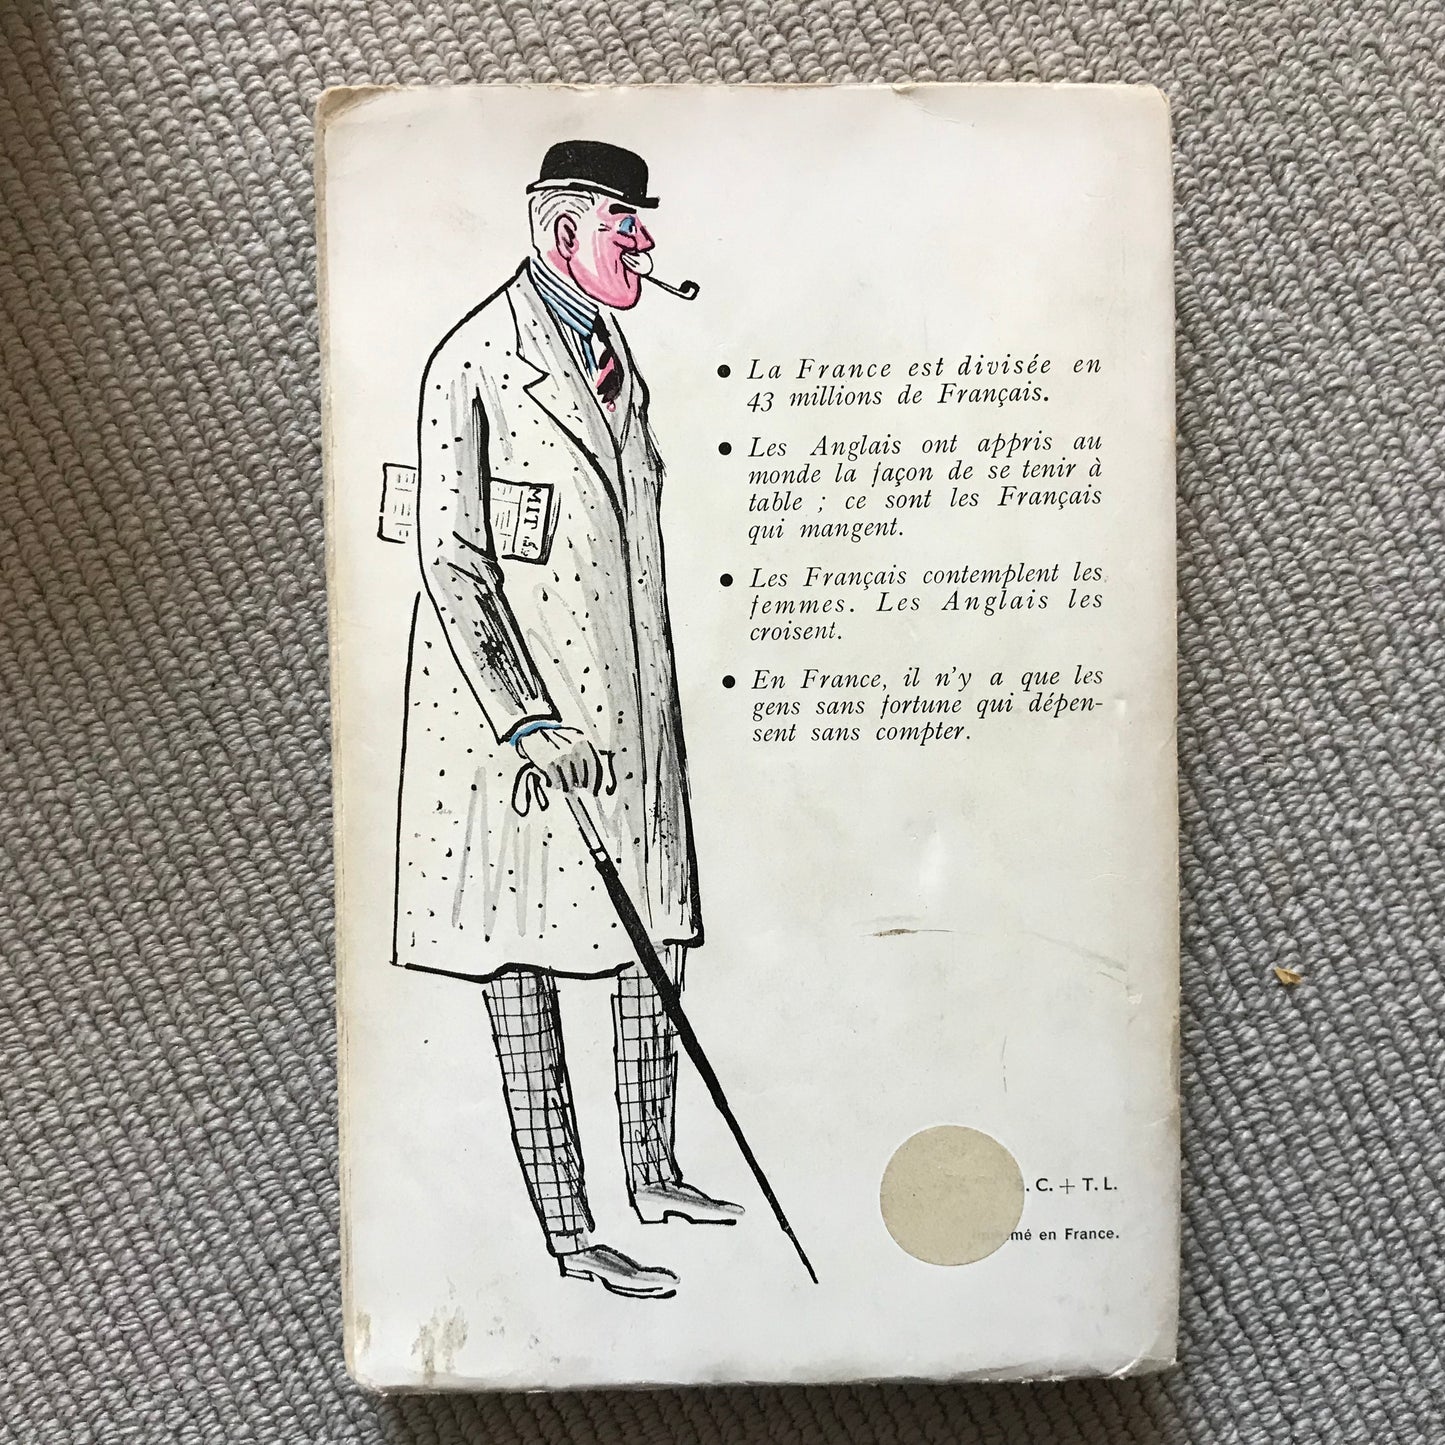 La France est divisée en
43 millions de Français.
Les Anglais ont appris au
monde la façon de se tenir à
table ; ce sont les Français
qui mangent.
Les Français contemplent les
femmes. Les Anglais les
croisent.
En France, il n'y a que les
gens sans fortune qui dépen-
sent sans compter.
MIT
. C. + T. L.
mé en France.